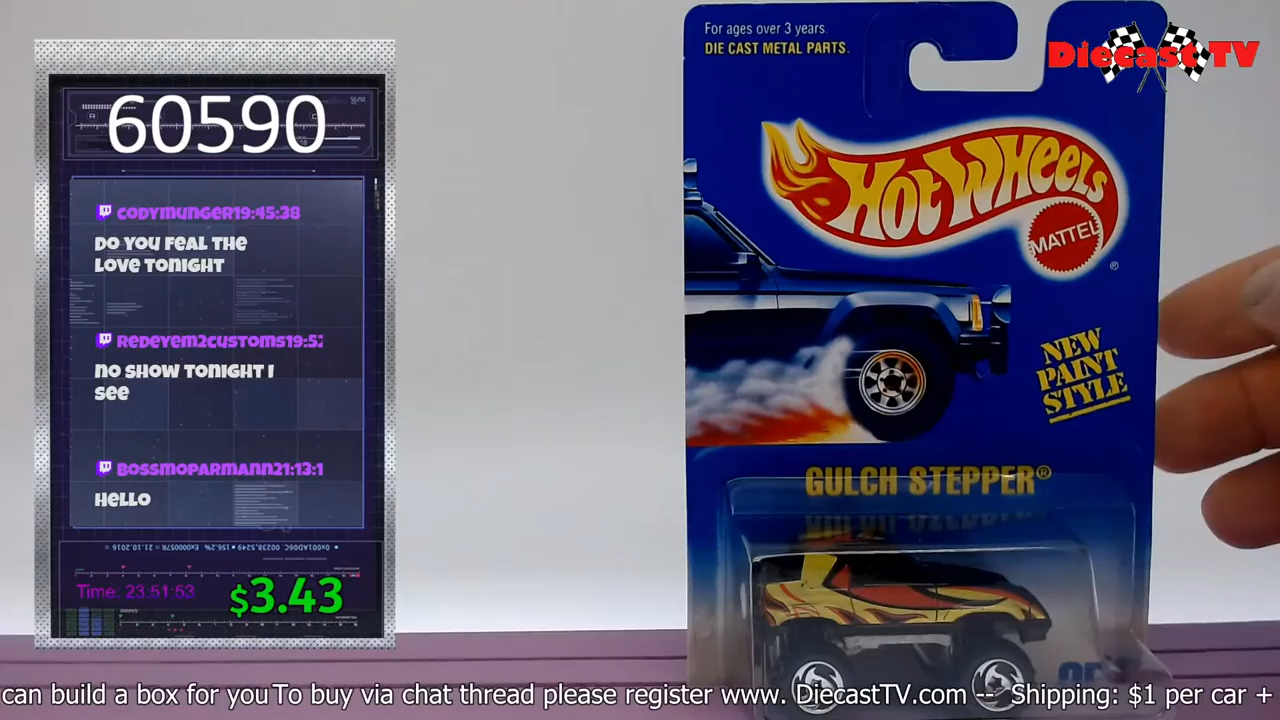 60590
CODYMUNGER19:45:38
DO YOU FEAL THE
LOVE TONIGHT
REDEYEM2CUSTOMS19:52
NO SHOW TONIGHT I
SEE
BOSSMOPARMANN21:13:1
HELLO
Time: 23:51:53
$3.43
For ages over 3 years.
DIE CAST METAL PARTS.
Diecast TV
HOT WHEELS
MATTEL
®
NEW
PAINT
STYLE
GULCH STEPPER®
can build a box for you To buy via chat thread please register www. DiecastTV.com -- Shipping: $1 per car +